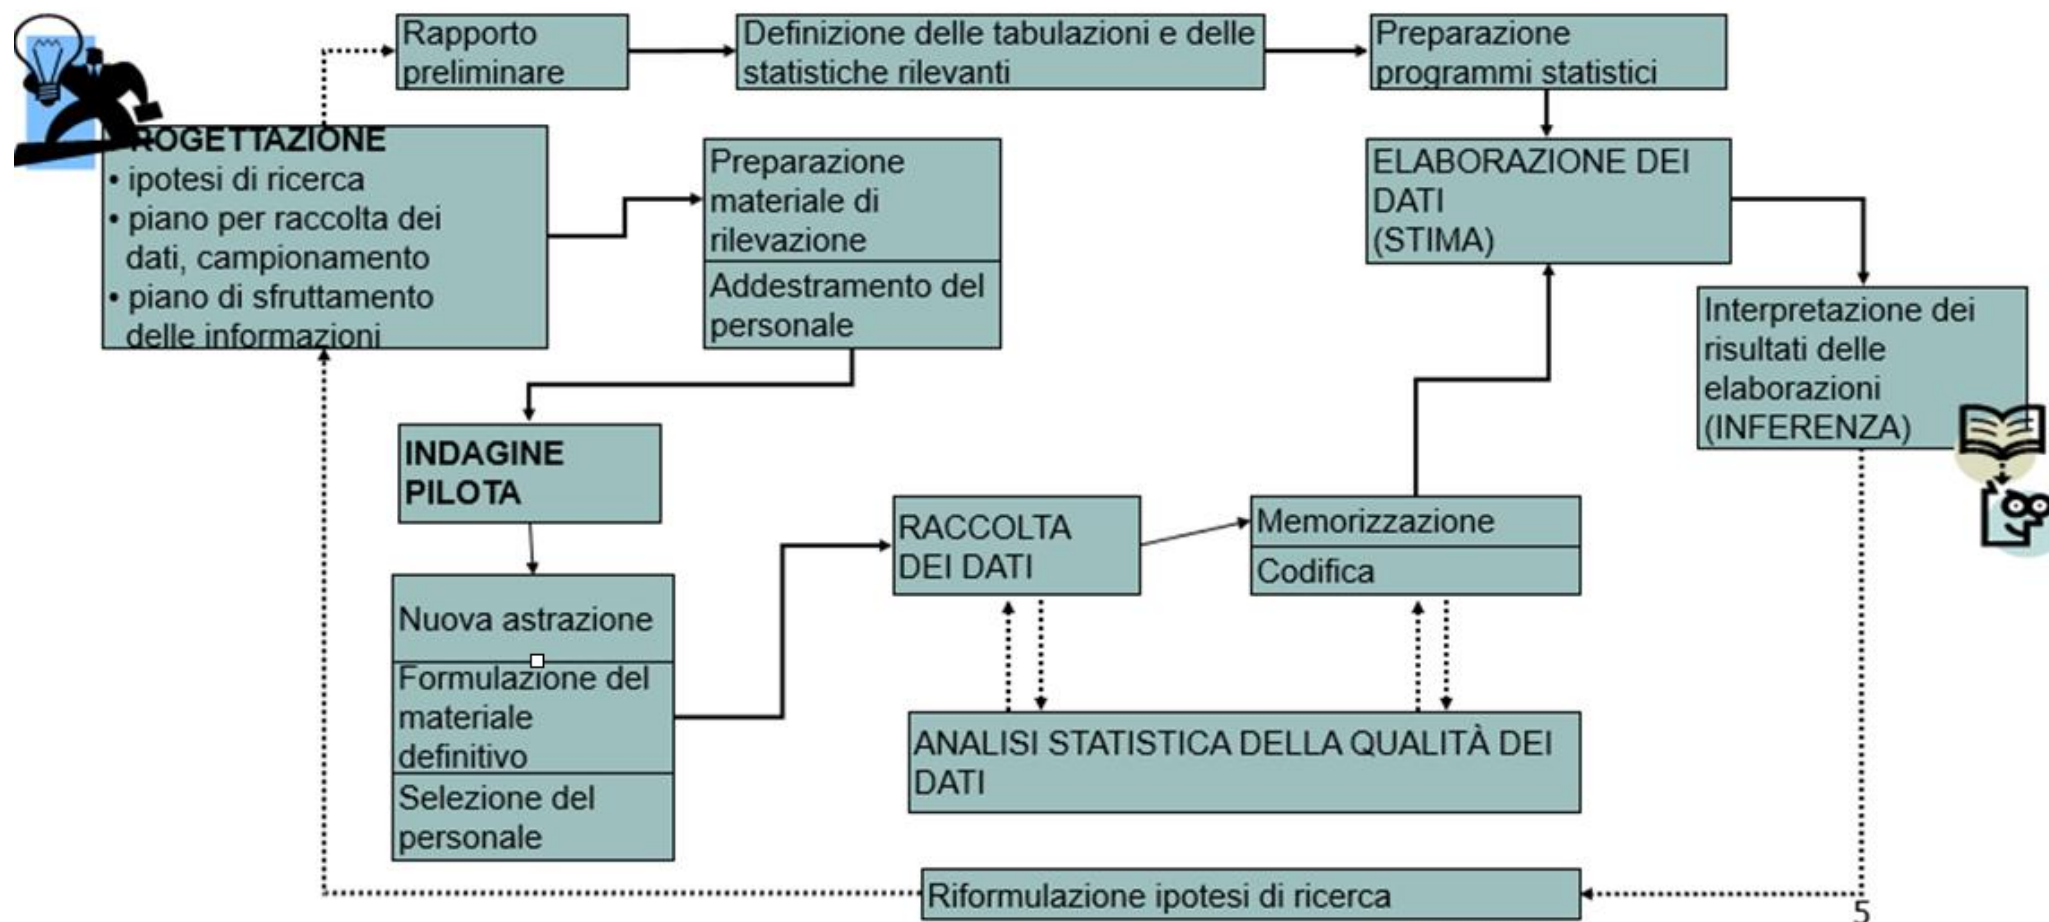 Rapporto
preliminare
Definizione delle tabulazioni e delle
statistiche rilevanti
Preparazione
programmi statistici
ROGETTAZIONE
• ipotesi di ricerca
• piano per raccolta dei
dati, campionamento
• piano di sfruttamento
delle informazioni
Preparazione
materiale di
rilevazione
Addestramento del
personale
ELABORAZIONE DEI
DATI
(STIMA)
Interpretazione dei
risultati delle
elaborazioni
(INFERENZA)
INDAGINE
PILOTA
Nuova astrazione
Formulazione del
materiale
definitivo
Selezione del
personale
RACCOLTA
DEI DATI
Memorizzazione
Codifica
ANALISI STATISTICA DELLA QUALITÀ DEI
DATI
Riformulazione ipotesi di ricerca
5